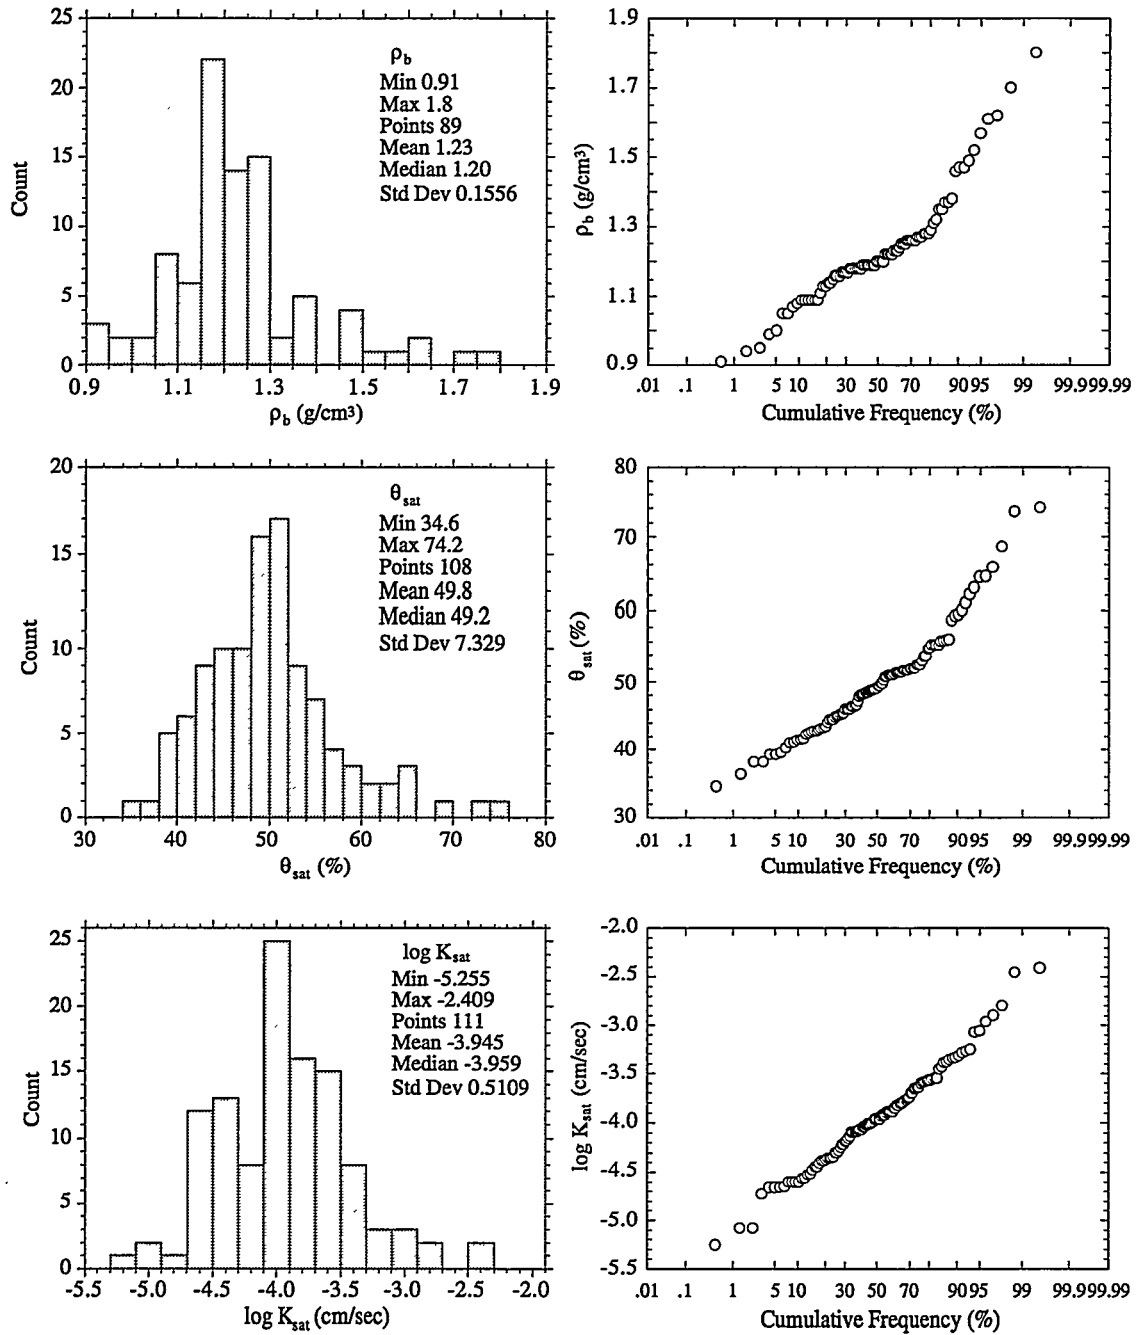 25
20
15
10
5
0
Count
ρb
Min 0.91
Max 1.8
Points 89
Mean 1.23
Median 1.20
Std Dev 0.1556
0.9 1.1 1.3 1.5 1.7 1.9
ρb (g/cm³)
1.9
1.7
1.5
1.3
1.1
0.9
ρb (g/cm³)
.01 .1 1 5 10 30 50 70 90 95 99 99.9 99.99
Cumulative Frequency (%)
20
15
10
5
0
Count
θsat
Min 34.6
Max 74.2
Points 108
Mean 49.8
Median 49.2
Std Dev 7.329
30 40 50 60 70 80
θsat (%)
80
70
60
50
40
30
θsat (%)
.01 .1 1 5 10 30 50 70 90 95 99 99.9 99.99
Cumulative Frequency (%)
25
20
15
10
5
0
Count
log Ksat
Min -5.255
Max -2.409
Points 111
Mean -3.945
Median -3.959
Std Dev 0.5109
-5.5 -5.0 -4.5 -4.0 -3.5 -3.0 -2.5 -2.0
log Ksat (cm/sec)
-2.0
-2.5
-3.0
-3.5
-4.0
-4.5
-5.0
-5.5
log Ksat (cm/sec)
.01 .1 1 5 10 30 50 70 90 95 99 99.9 99.99
Cumulative Frequency (%)